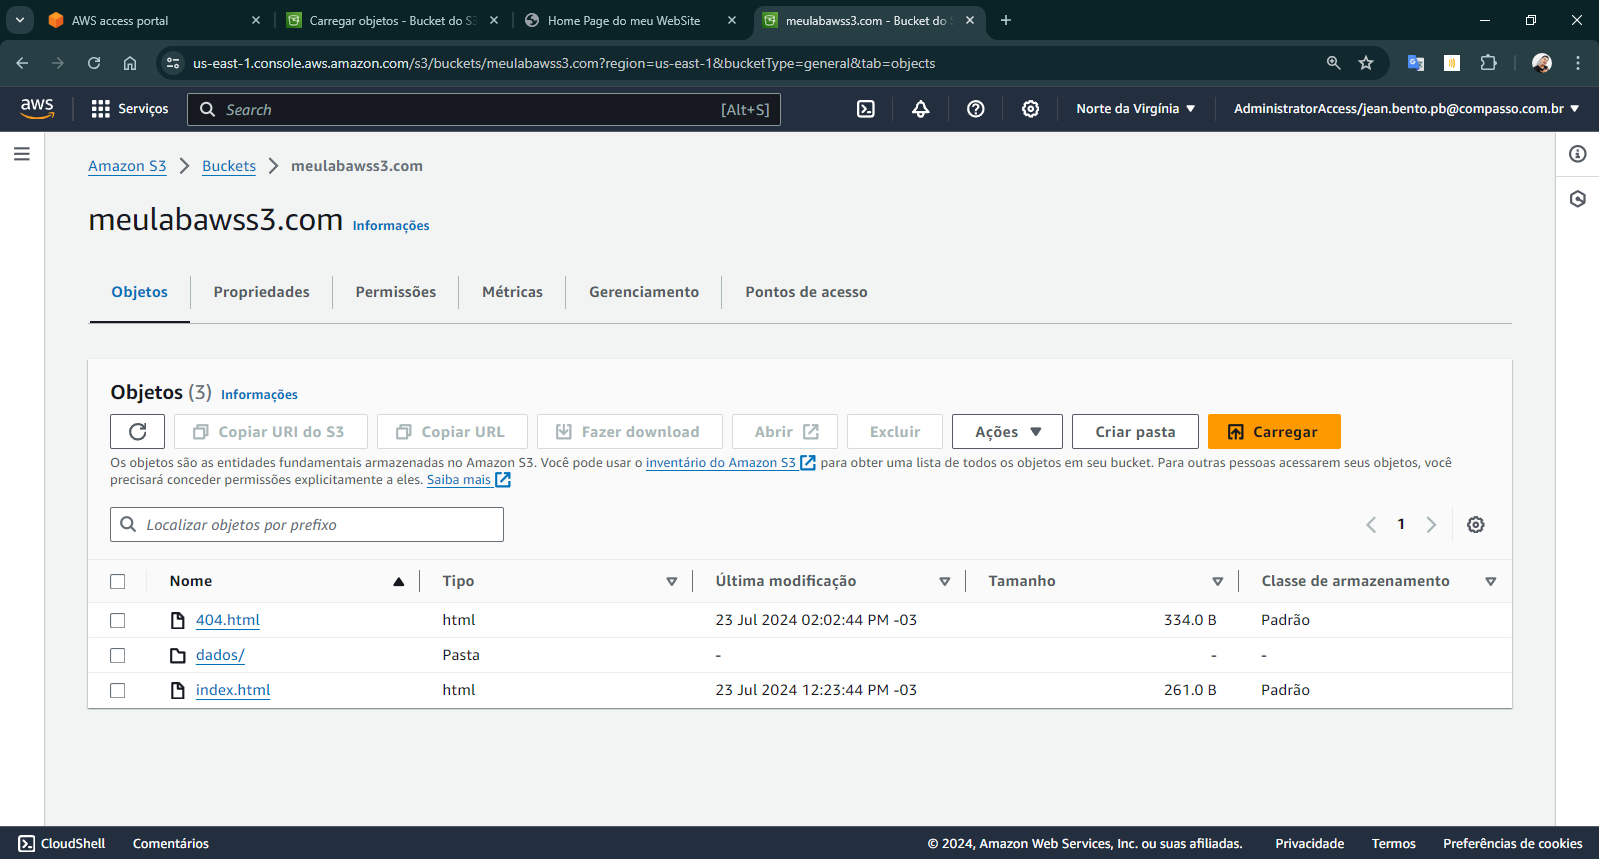 AWS access portal
Carregar objetos - Bucket do S3
Home Page do meu WebSite
meulabawss3.com - Bucket do S
us-east-1.console.aws.amazon.com/s3/buckets/meulabawss3.com?region=us-east-1&bucketType=general&tab=objects
aws
Serviços
Search
[Alt+S]
Norte da Virgínia
AdministratorAccess/jean.bento.pb@compasso.com.br
Amazon S3
Buckets
meulabawss3.com
meulabawss3.com Informações
Objetos
Propriedades
Permissões
Métricas
Gerenciamento
Pontos de acesso
Objetos (3) Informações
Copiar URI do S3
Copiar URL
Fazer download
Abrir
Excluir
Ações
Criar pasta
Carregar
Os objetos são as entidades fundamentais armazenadas no Amazon S3. Você pode usar o inventário do Amazon S3 para obter uma lista de todos os objetos em seu bucket. Para outras pessoas acessarem seus objetos, você
precisará conceder permissões explicitamente a eles. Saiba mais
Localizar objetos por prefixo
1
Nome Tipo Última modificação Tamanho Classe de armazenamento
404.html html 23 Jul 2024 02:02:44 PM -03 334.0 B Padrão
dados/ Pasta - - -
index.html html 23 Jul 2024 12:23:44 PM -03 261.0 B Padrão
CloudShell
Comentários
© 2024, Amazon Web Services, Inc. ou suas afiliadas.
Privacidade
Termos
Preferências de cookies